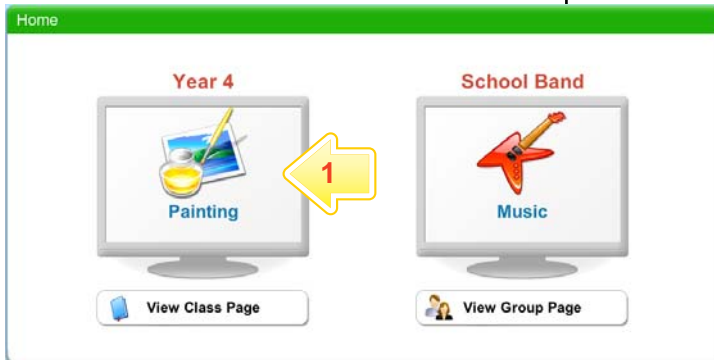 Home
Year 4
School Band
1
Painting
Music
View Class Page
View Group Page